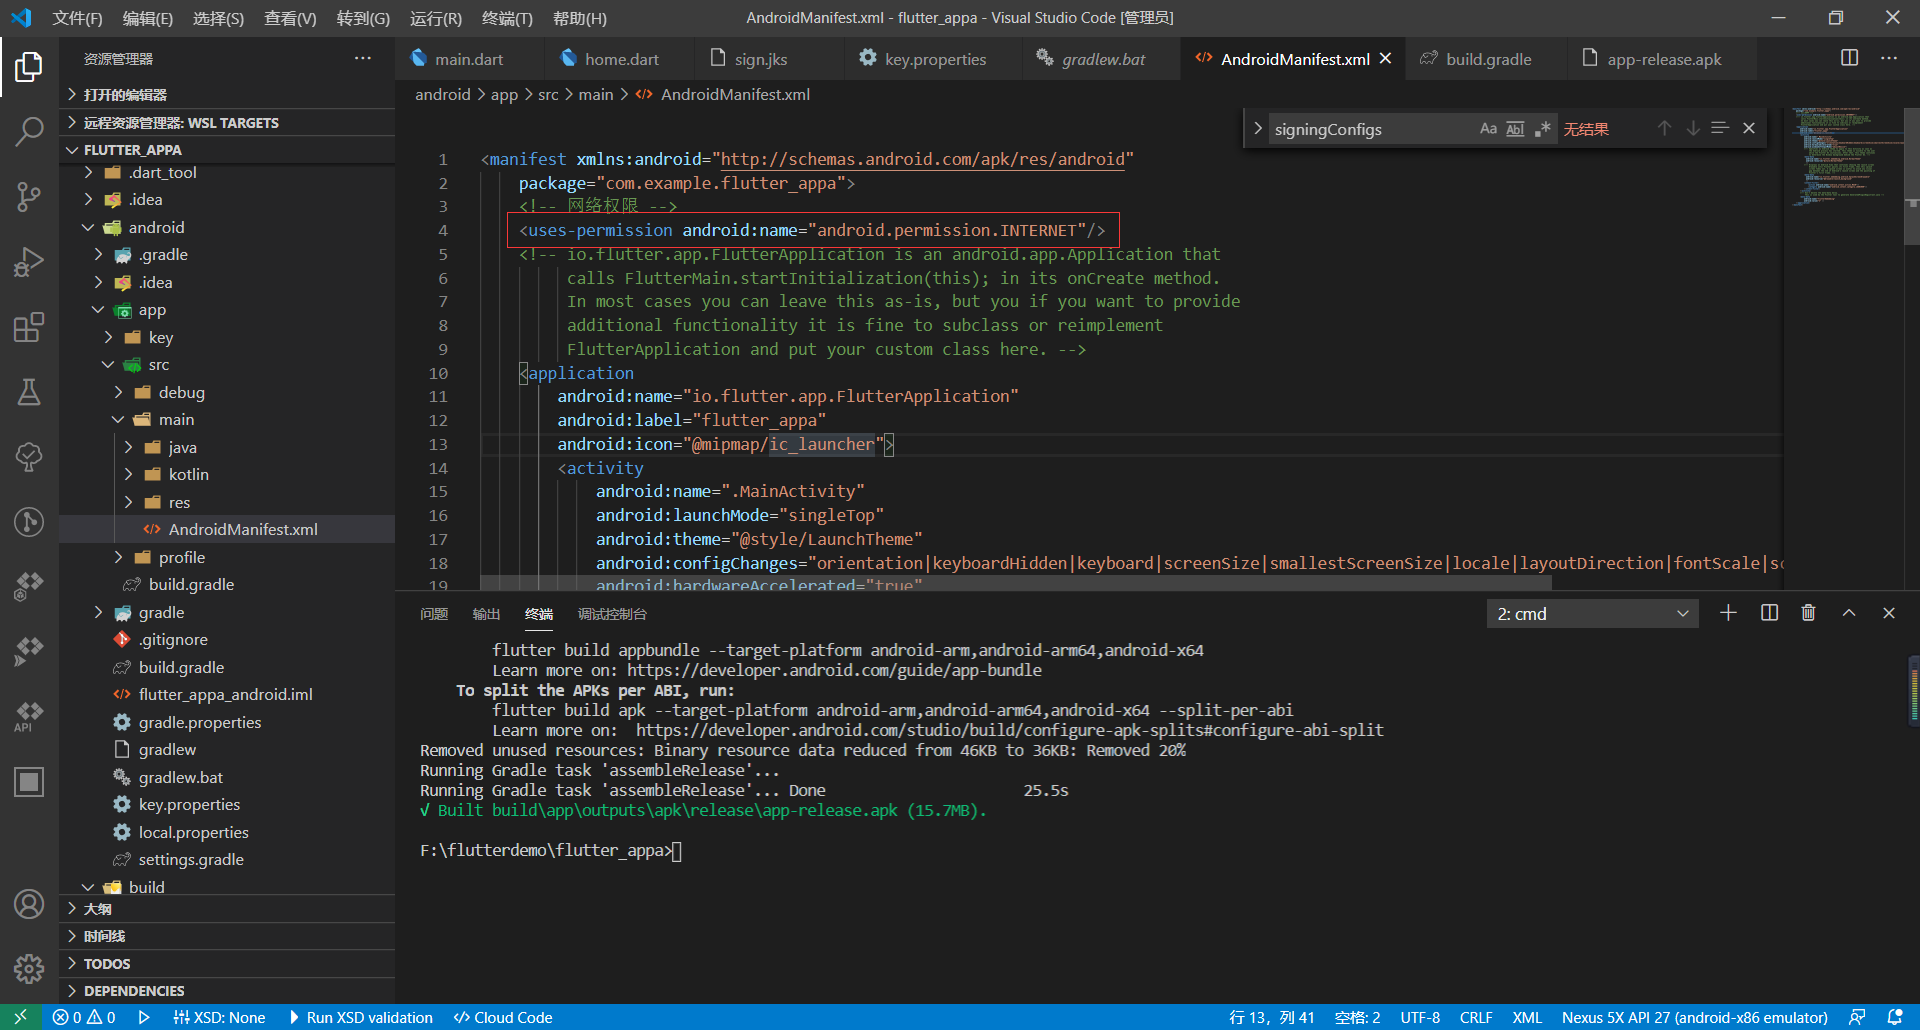 文件(F) 编辑(E) 选择(S) 查看(V) 转到(G) 运行(R) 终端(T) 帮助(H) AndroidManifest.xml - flutter_appa - Visual Studio Code [管理员]
资源管理器
打开的编辑器
远程资源管理器: WSL TARGETS
FLUTTER_APPA
.dart_tool
.idea
android
.gradle
.idea
app
key
src
debug
main
java
kotlin
res
AndroidManifest.xml
profile
build.gradle
gradle
.gitignore
build.gradle
flutter_appa_android.iml
gradle.properties
gradlew
gradlew.bat
key.properties
local.properties
settings.gradle
build
大纲
时间线
TODOS
DEPENDENCIES
API
main.dart home.dart sign.jks key.properties gradlew.bat AndroidManifest.xml build.gradle app-release.apk
android > app > src > main > AndroidManifest.xml
signingConfigs Aa Abl .* 无结果
1 <manifest xmlns:android="http://schemas.android.com/apk/res/android"
2 package="com.example.flutter_appa">
3 <!-- 网络权限 -->
4 <uses-permission android:name="android.permission.INTERNET"/>
5 <!-- io.flutter.app.FlutterApplication is an android.app.Application that
6 calls FlutterMain.startInitialization(this); in its onCreate method.
7 In most cases you can leave this as-is, but you if you want to provide
8 additional functionality it is fine to subclass or reimplement
9 FlutterApplication and put your custom class here. -->
10 <application
11 android:name="io.flutter.app.FlutterApplication"
12 android:label="flutter_appa"
13 android:icon="@mipmap/ic_launcher">
14 <activity
15 android:name=".MainActivity"
16 android:launchMode="singleTop"
17 android:theme="@style/LaunchTheme"
18 android:configChanges="orientation|keyboardHidden|keyboard|screenSize|smallestScreenSize|locale|layoutDirection|fontScale|sc
19 android:hardwareAccelerated="true"
问题 输出 终端 调试控制台 2: cmd
flutter build appbundle --target-platform android-arm,android-arm64,android-x64
Learn more on: https://developer.android.com/guide/app-bundle
To split the APKs per ABI, run:
flutter build apk --target-platform android-arm,android-arm64,android-x64 --split-per-abi
Learn more on:  https://developer.android.com/studio/build/configure-apk-splits#configure-abi-split
Removed unused resources: Binary resource data reduced from 46KB to 36KB: Removed 20%
Running Gradle task 'assembleRelease'...
Running Gradle task 'assembleRelease'... Done 25.5s
√ Built build\app\outputs\apk\release\app-release.apk (15.7MB).
F:\flutterdemo\flutter_appa>
0 0 XSD: None Run XSD validation Cloud Code 行 13，列 41 空格: 2 UTF-8 CRLF XML Nexus 5X API 27 (android-x86 emulator)